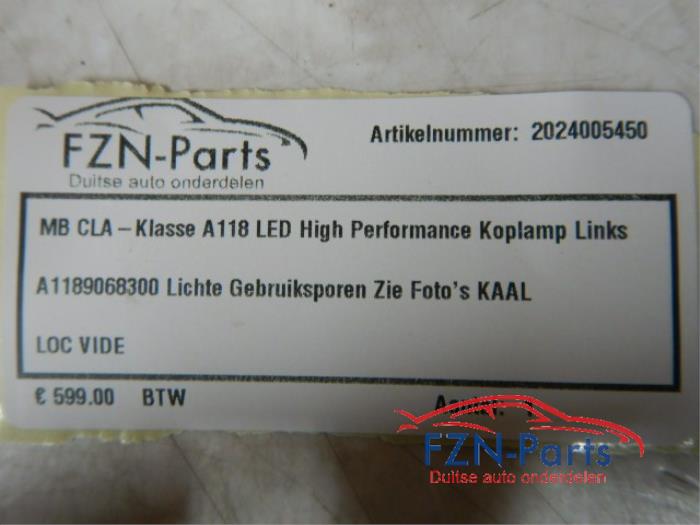 FZN-Parts
Duitse auto onderdelen
Artikelnummer: 2024005450
MB CLA – Klasse A118 LED High Performance Koplamp Links
A1189068300 Lichte Gebruiksporen Zie Foto's KAAL
LOC VIDE
€ 599.00 BTW
FZN-Parts
Duitse auto onderdelen